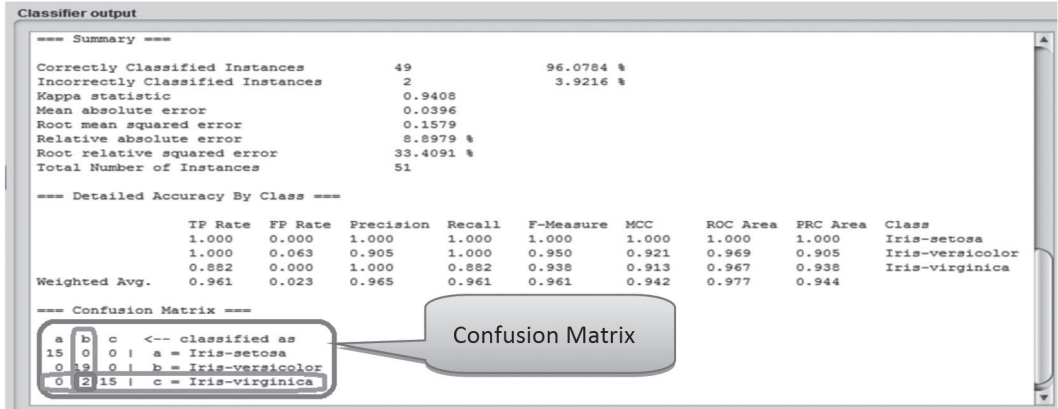 Classifier output
=== Summary ===
Correctly Classified Instances 49 96.0784 %
Incorrectly Classified Instances 2 3.9216 %
Kappa statistic 0.9408
Mean absolute error 0.0396
Root mean squared error 0.1579
Relative absolute error 8.8979 %
Root relative squared error 33.4091 %
Total Number of Instances 51
=== Detailed Accuracy By Class ===
TP Rate FP Rate Precision Recall F-Measure MCC ROC Area PRC Area Class
1.000 0.000 1.000 1.000 1.000 1.000 1.000 1.000 Iris-setosa
1.000 0.063 0.905 1.000 0.950 0.921 0.969 0.905 Iris-versicolor
0.882 0.000 1.000 0.882 0.938 0.913 0.967 0.938 Iris-virginica
Weighted Avg. 0.961 0.023 0.965 0.961 0.961 0.942 0.977 0.944
=== Confusion Matrix ===
a b c <-- classified as
15 0 0 | a = Iris-setosa
0 19 0 | b = Iris-versicolor
0 2 15 | c = Iris-virginica
Confusion Matrix